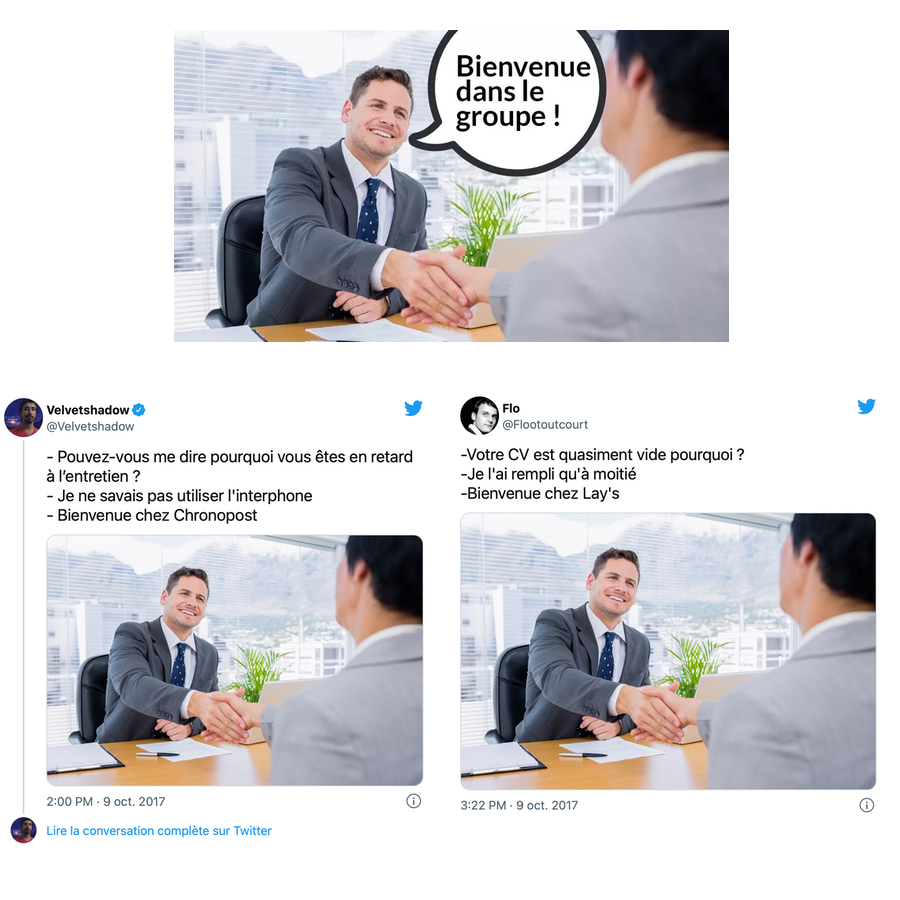 Bienvenue
dans le
groupe !
Velvetshadow
@Velvetshadow
- Pouvez-vous me dire pourquoi vous êtes en retard
à l’entretien ?
- Je ne savais pas utiliser l'interphone
- Bienvenue chez Chronopost
2:00 PM · 9 oct. 2017
Lire la conversation complète sur Twitter
Flo
@Flootoutcourt
-Votre CV est quasiment vide pourquoi ?
-Je l'ai rempli qu'à moitié
-Bienvenue chez Lay's
3:22 PM · 9 oct. 2017